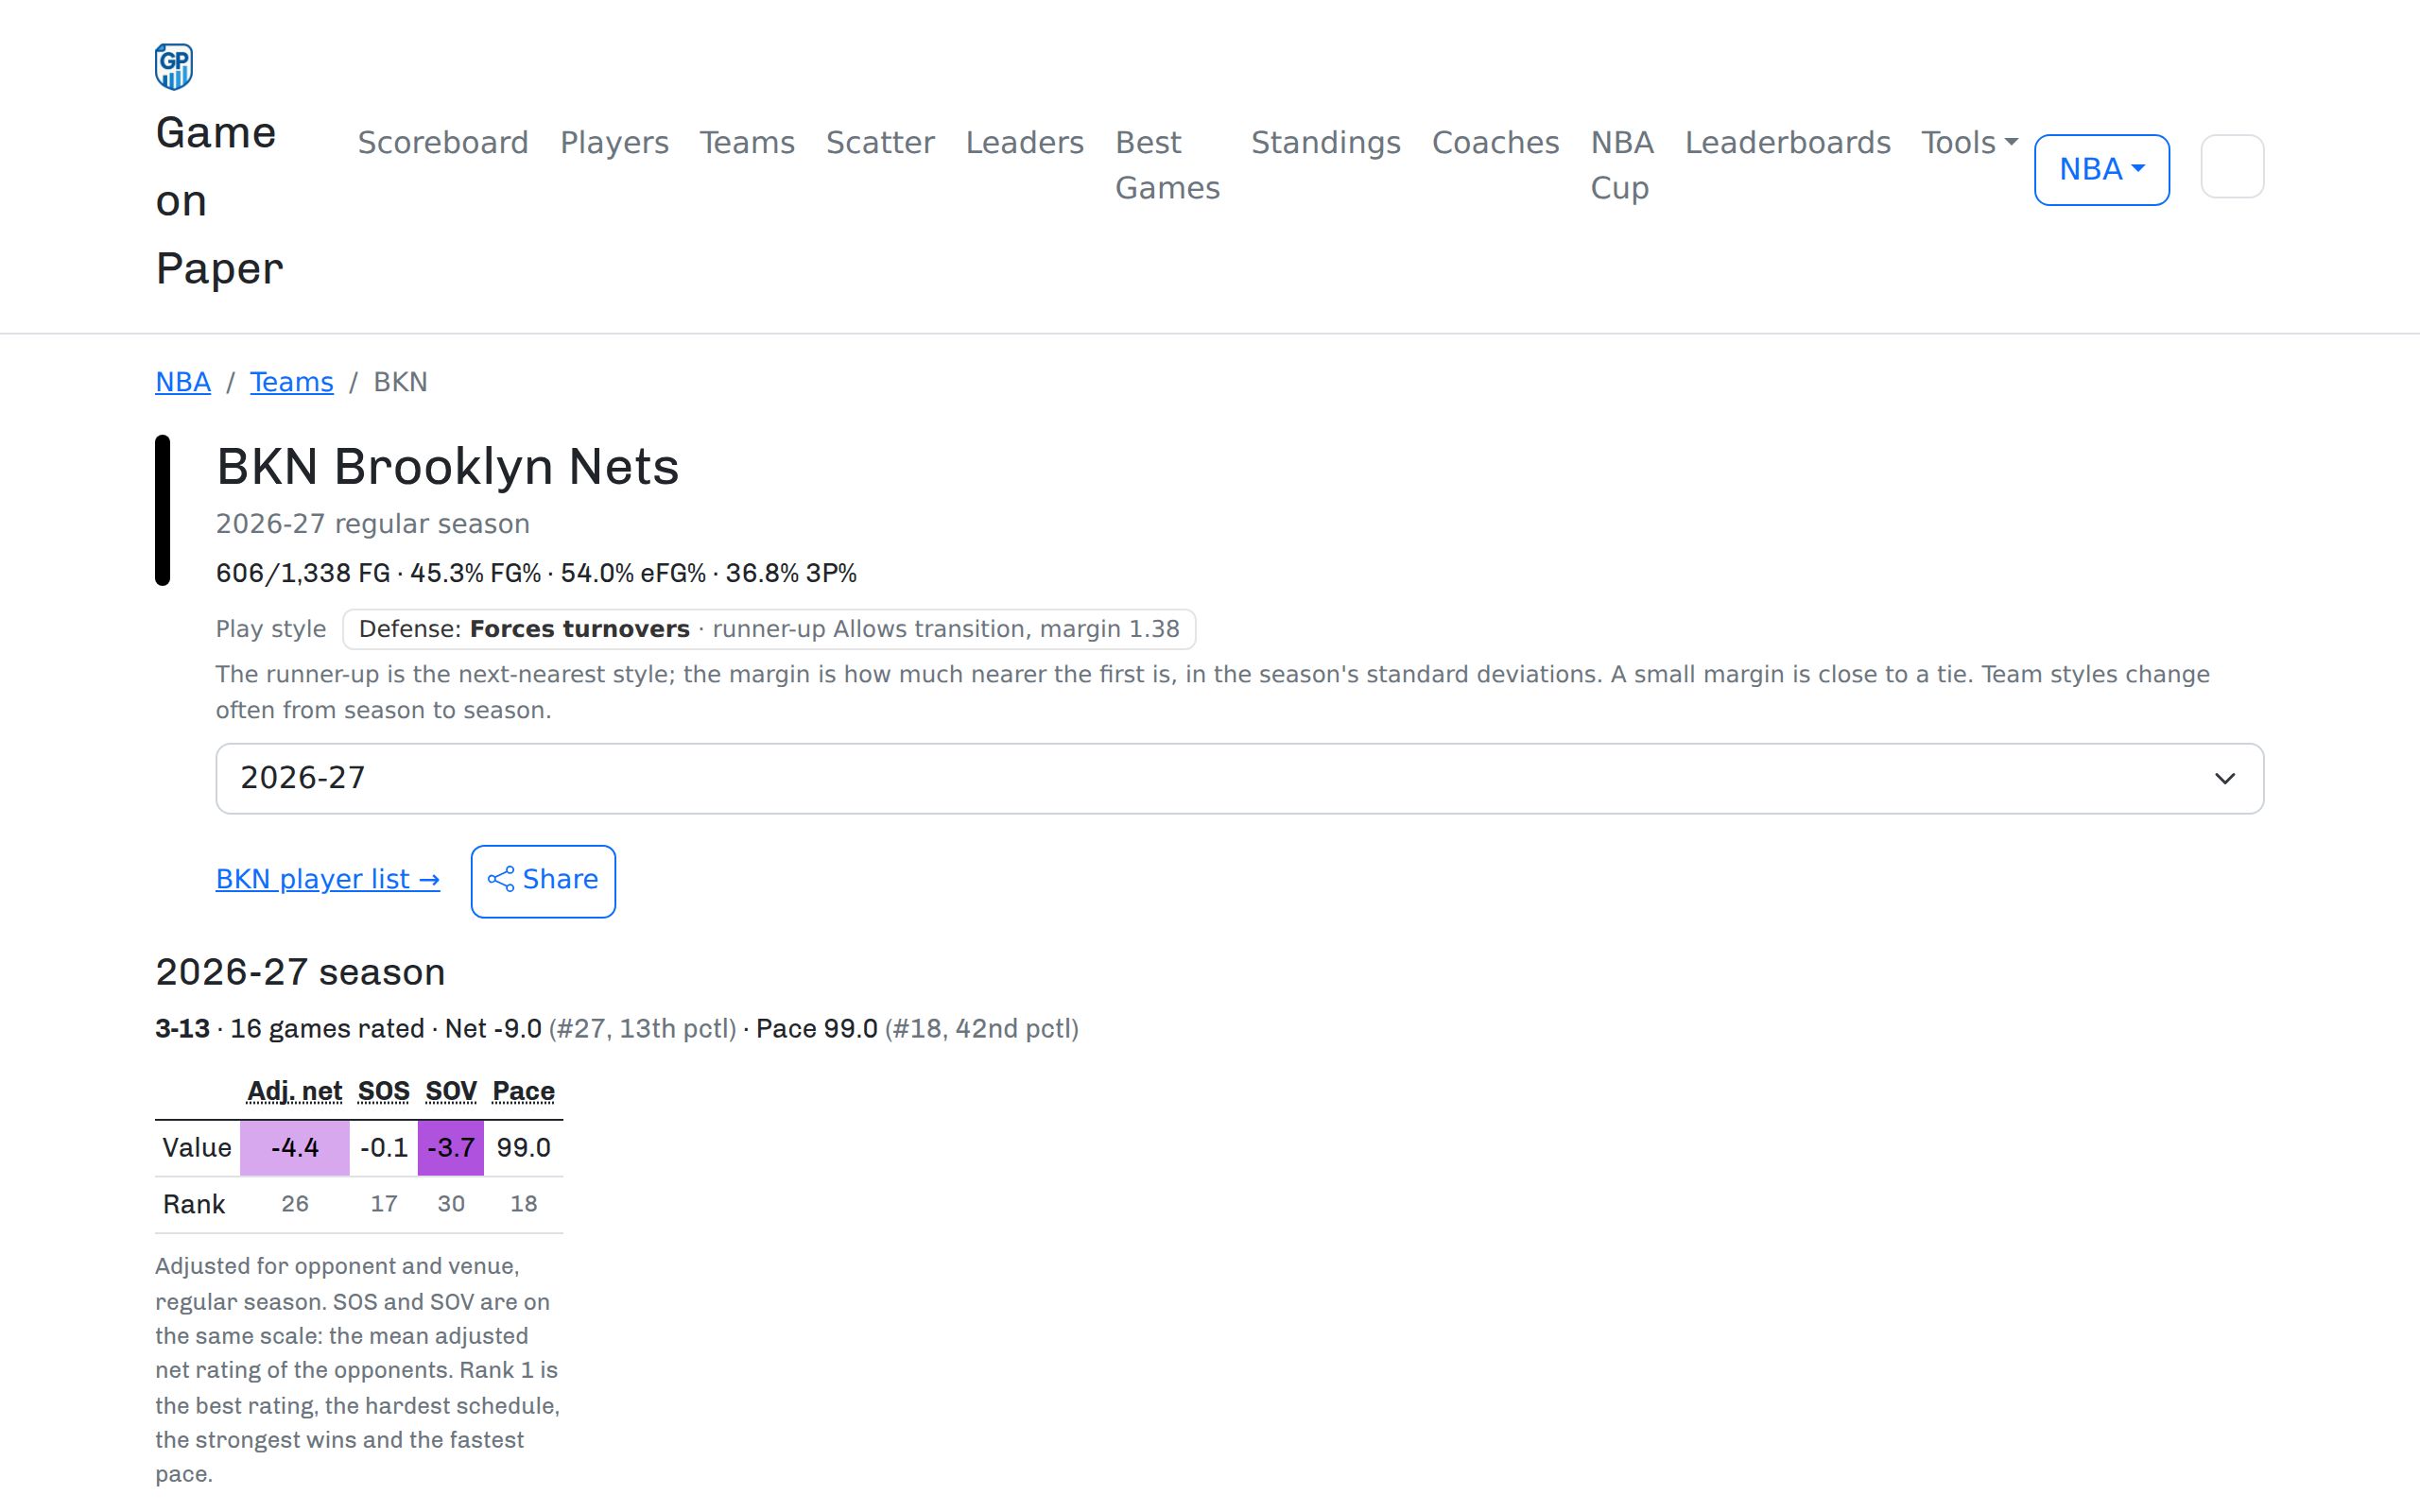 GP
Game
on
Paper
Scoreboard Players Teams Scatter Leaders Best Games Standings Coaches NBA Cup Leaderboards Tools NBA
NBA / Teams / BKN
BKN Brooklyn Nets
2026-27 regular season
606/1,338 FG · 45.3% FG% · 54.0% eFG% · 36.8% 3P%
Play style Defense: Forces turnovers · runner-up Allows transition, margin 1.38
The runner-up is the next-nearest style; the margin is how much nearer the first is, in the season's standard deviations. A small margin is close to a tie. Team styles change
often from season to season.
2026-27
BKN player list → Share
2026-27 season
3-13 · 16 games rated · Net -9.0 (#27, 13th pctl) · Pace 99.0 (#18, 42nd pctl)
Adj. net SOS SOV Pace
Value -4.4 -0.1 -3.7 99.0
Rank 26 17 30 18
Adjusted for opponent and venue,
regular season. SOS and SOV are on
the same scale: the mean adjusted
net rating of the opponents. Rank 1 is
the best rating, the hardest schedule,
the strongest wins and the fastest
pace.